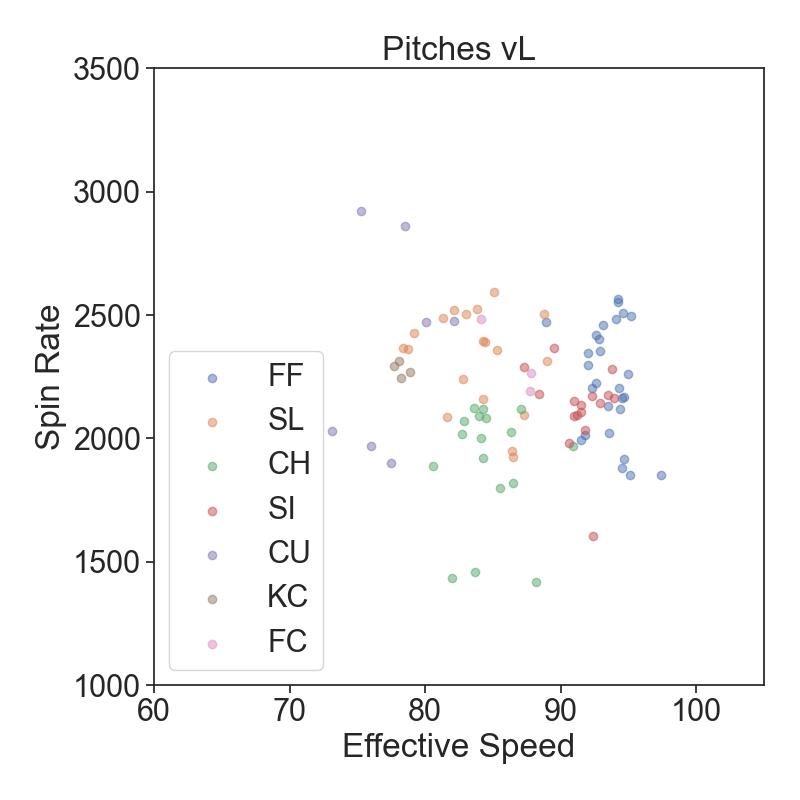 Pitches vL
3500
3000
2500
2000
1500
1000
Spin Rate
FF
SL
CH
SI
CU
KC
FC
60 70 80 90 100
Effective Speed